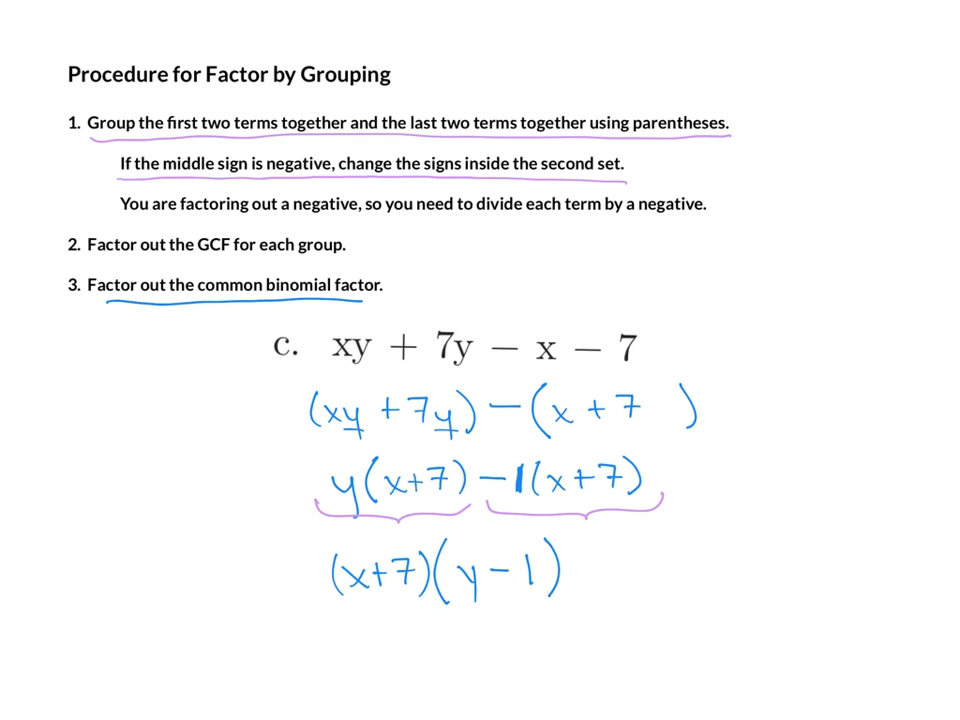 Procedure for Factor by Grouping
1. Group the first two terms together and the last two terms together using parentheses.
If the middle sign is negative, change the signs inside the second set.
You are factoring out a negative, so you need to divide each term by a negative.
2. Factor out the GCF for each group.
3. Factor out the common binomial factor.
c. xy + 7y − x − 7
(xy + 7y) − (x + 7 )
y(x+7) − 1(x+7)
(x+7)(y − 1)